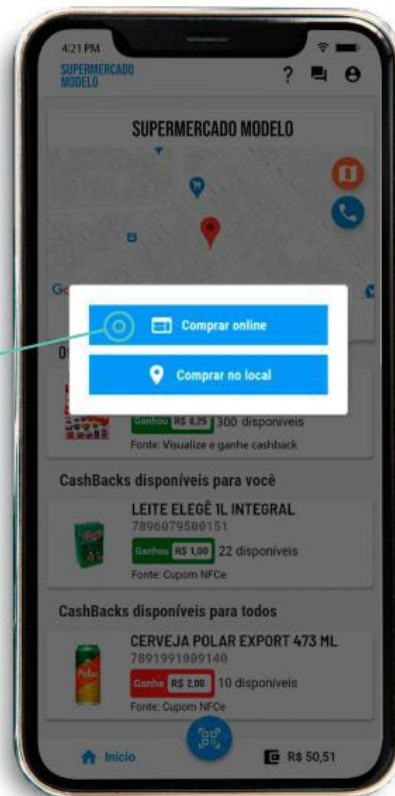 4:21 PM
SUPERMERCADO
MODELO
?
SUPERMERCADO MODELO
Comprar online
Comprar no local
Ganhou R$ 0,25 300 disponíveis
Fonte: Visualize e ganhe cashback
CashBacks disponíveis para você
LEITE ELEGÊ 1L INTEGRAL
7896079500151
Ganhou R$ 1,00 22 disponíveis
Fonte: Cupom NFCe
CashBacks disponíveis para todos
CERVEJA POLAR EXPORT 473 ML
7891991009140
Ganhe R$ 2,00 10 disponíveis
Fonte: Cupom NFCe
Início R$ 50,51